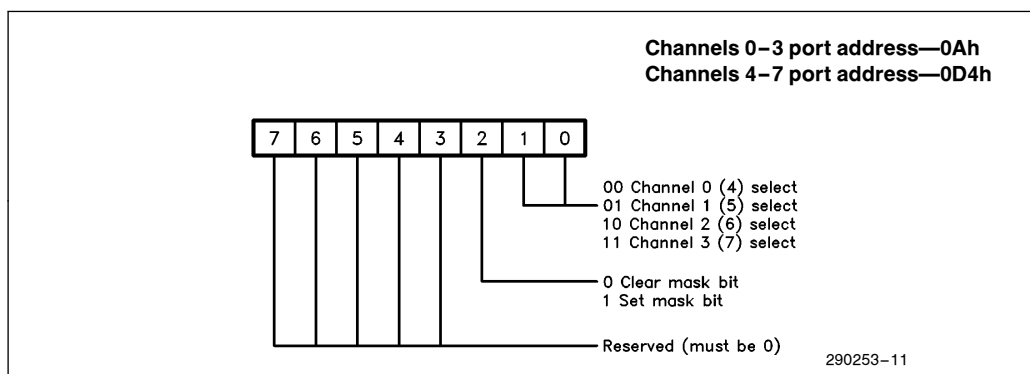 Channels 0–3 port address—0Ah
Channels 4–7 port address—0D4h
7 6 5 4 3 2 1 0
00 Channel 0 (4) select
01 Channel 1 (5) select
10 Channel 2 (6) select
11 Channel 3 (7) select
0 Clear mask bit
1 Set mask bit
Reserved (must be 0)
290253–11